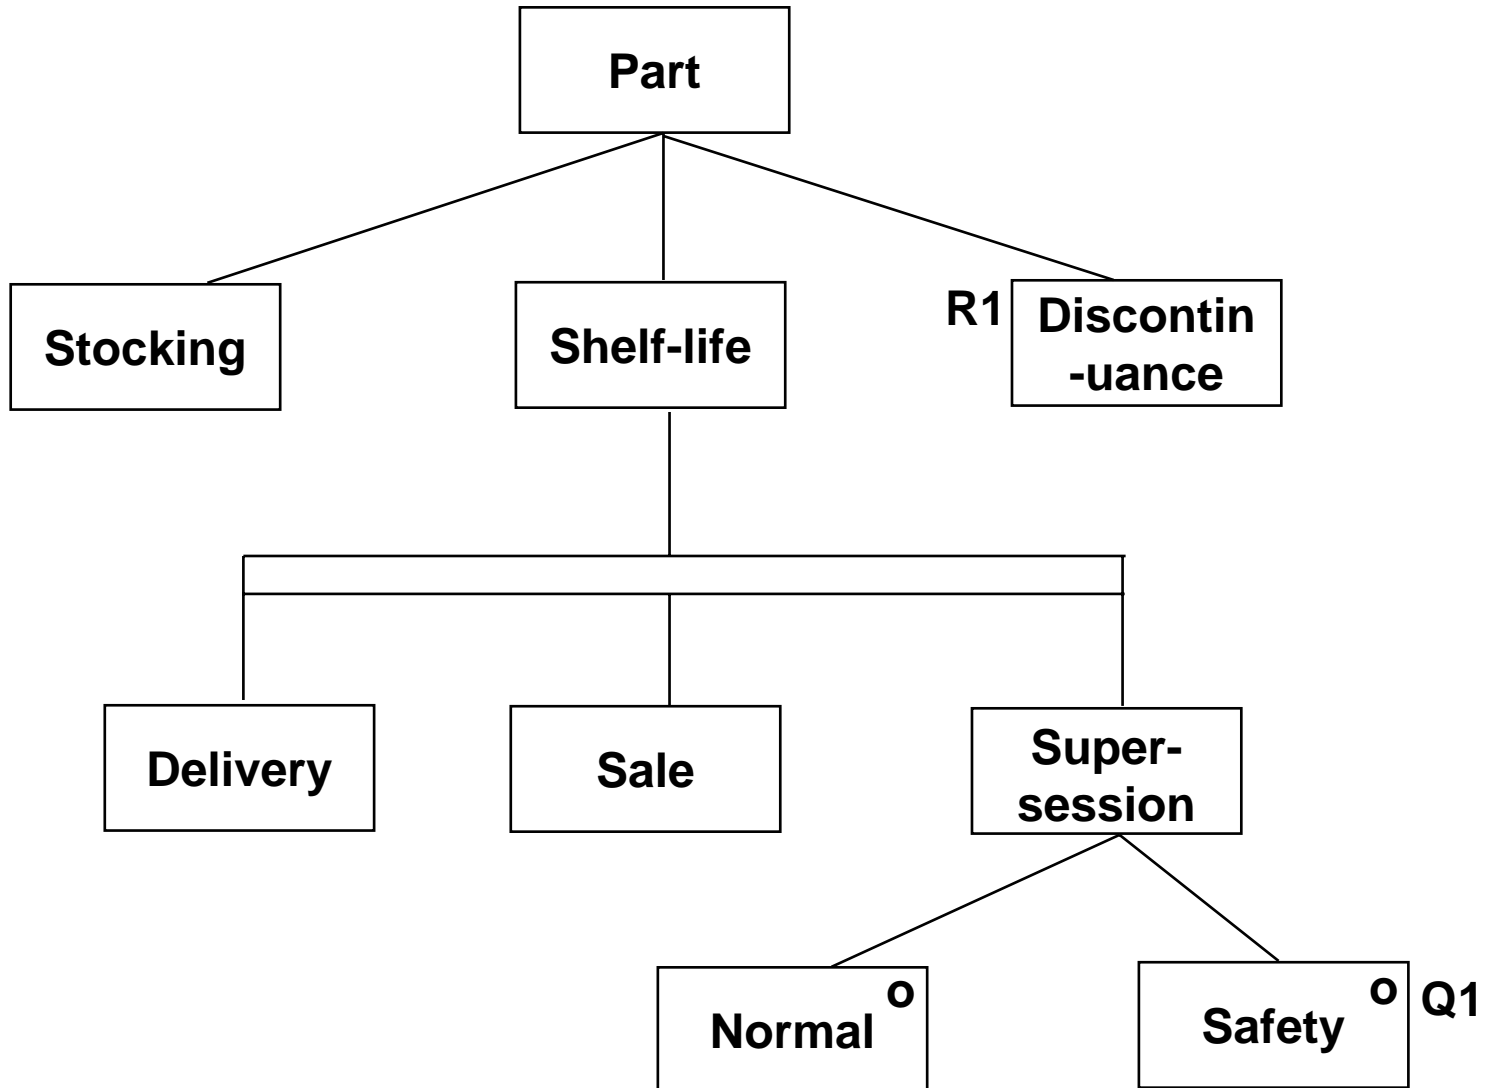 Part
Stocking
Shelf-life
R1
Discontin
-uance
Delivery
Sale
Super-
session
Normal
o
Safety
o
Q1